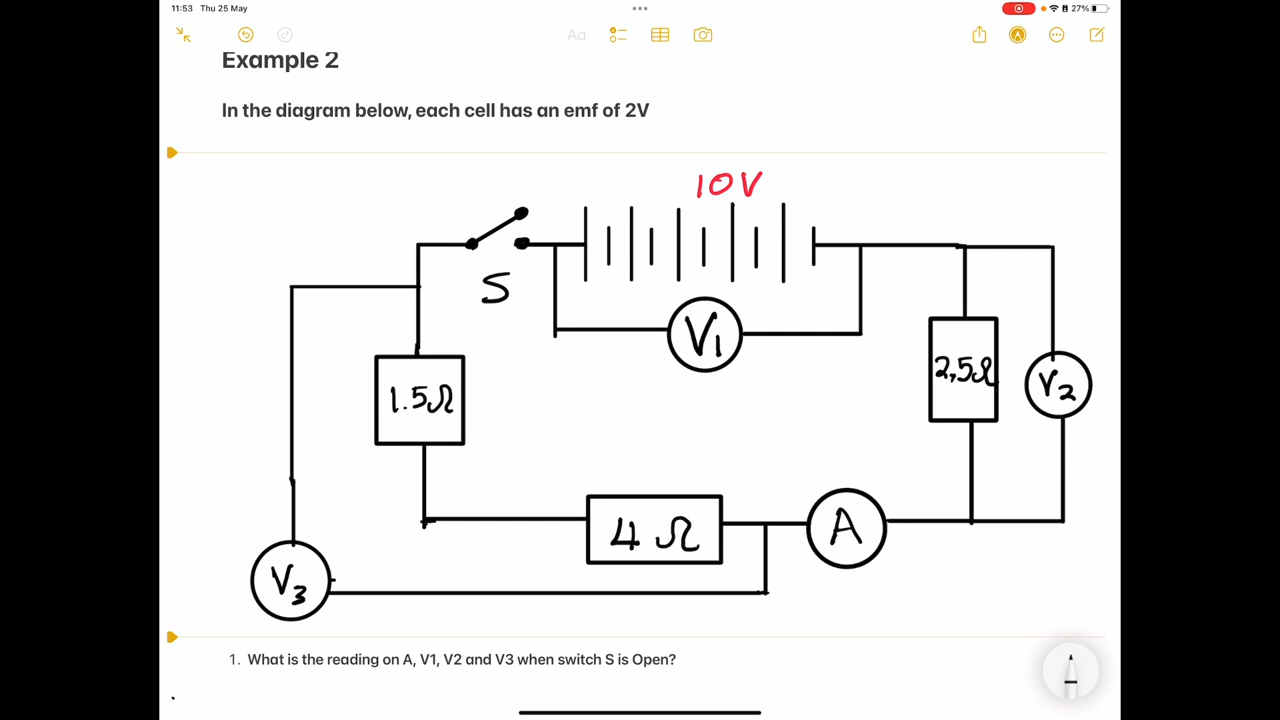 11:53 Thu 25 May
27%
Aa
Example 2
In the diagram below, each cell has an emf of 2V
10V
S
V1
1.5Ω
2,5Ω
V2
4Ω
A
V3
1. What is the reading on A, V1, V2 and V3 when switch S is Open?